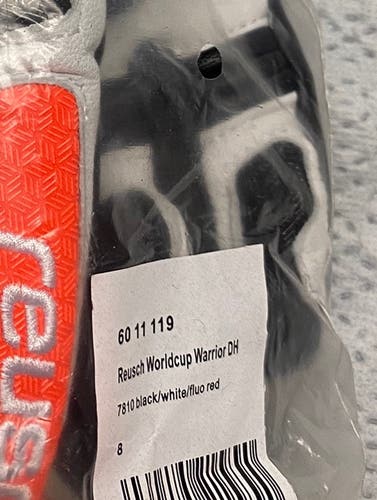 reusch
60 11 119
Reusch Worldcup Warrior DH
7810 black/white/fluo red
8